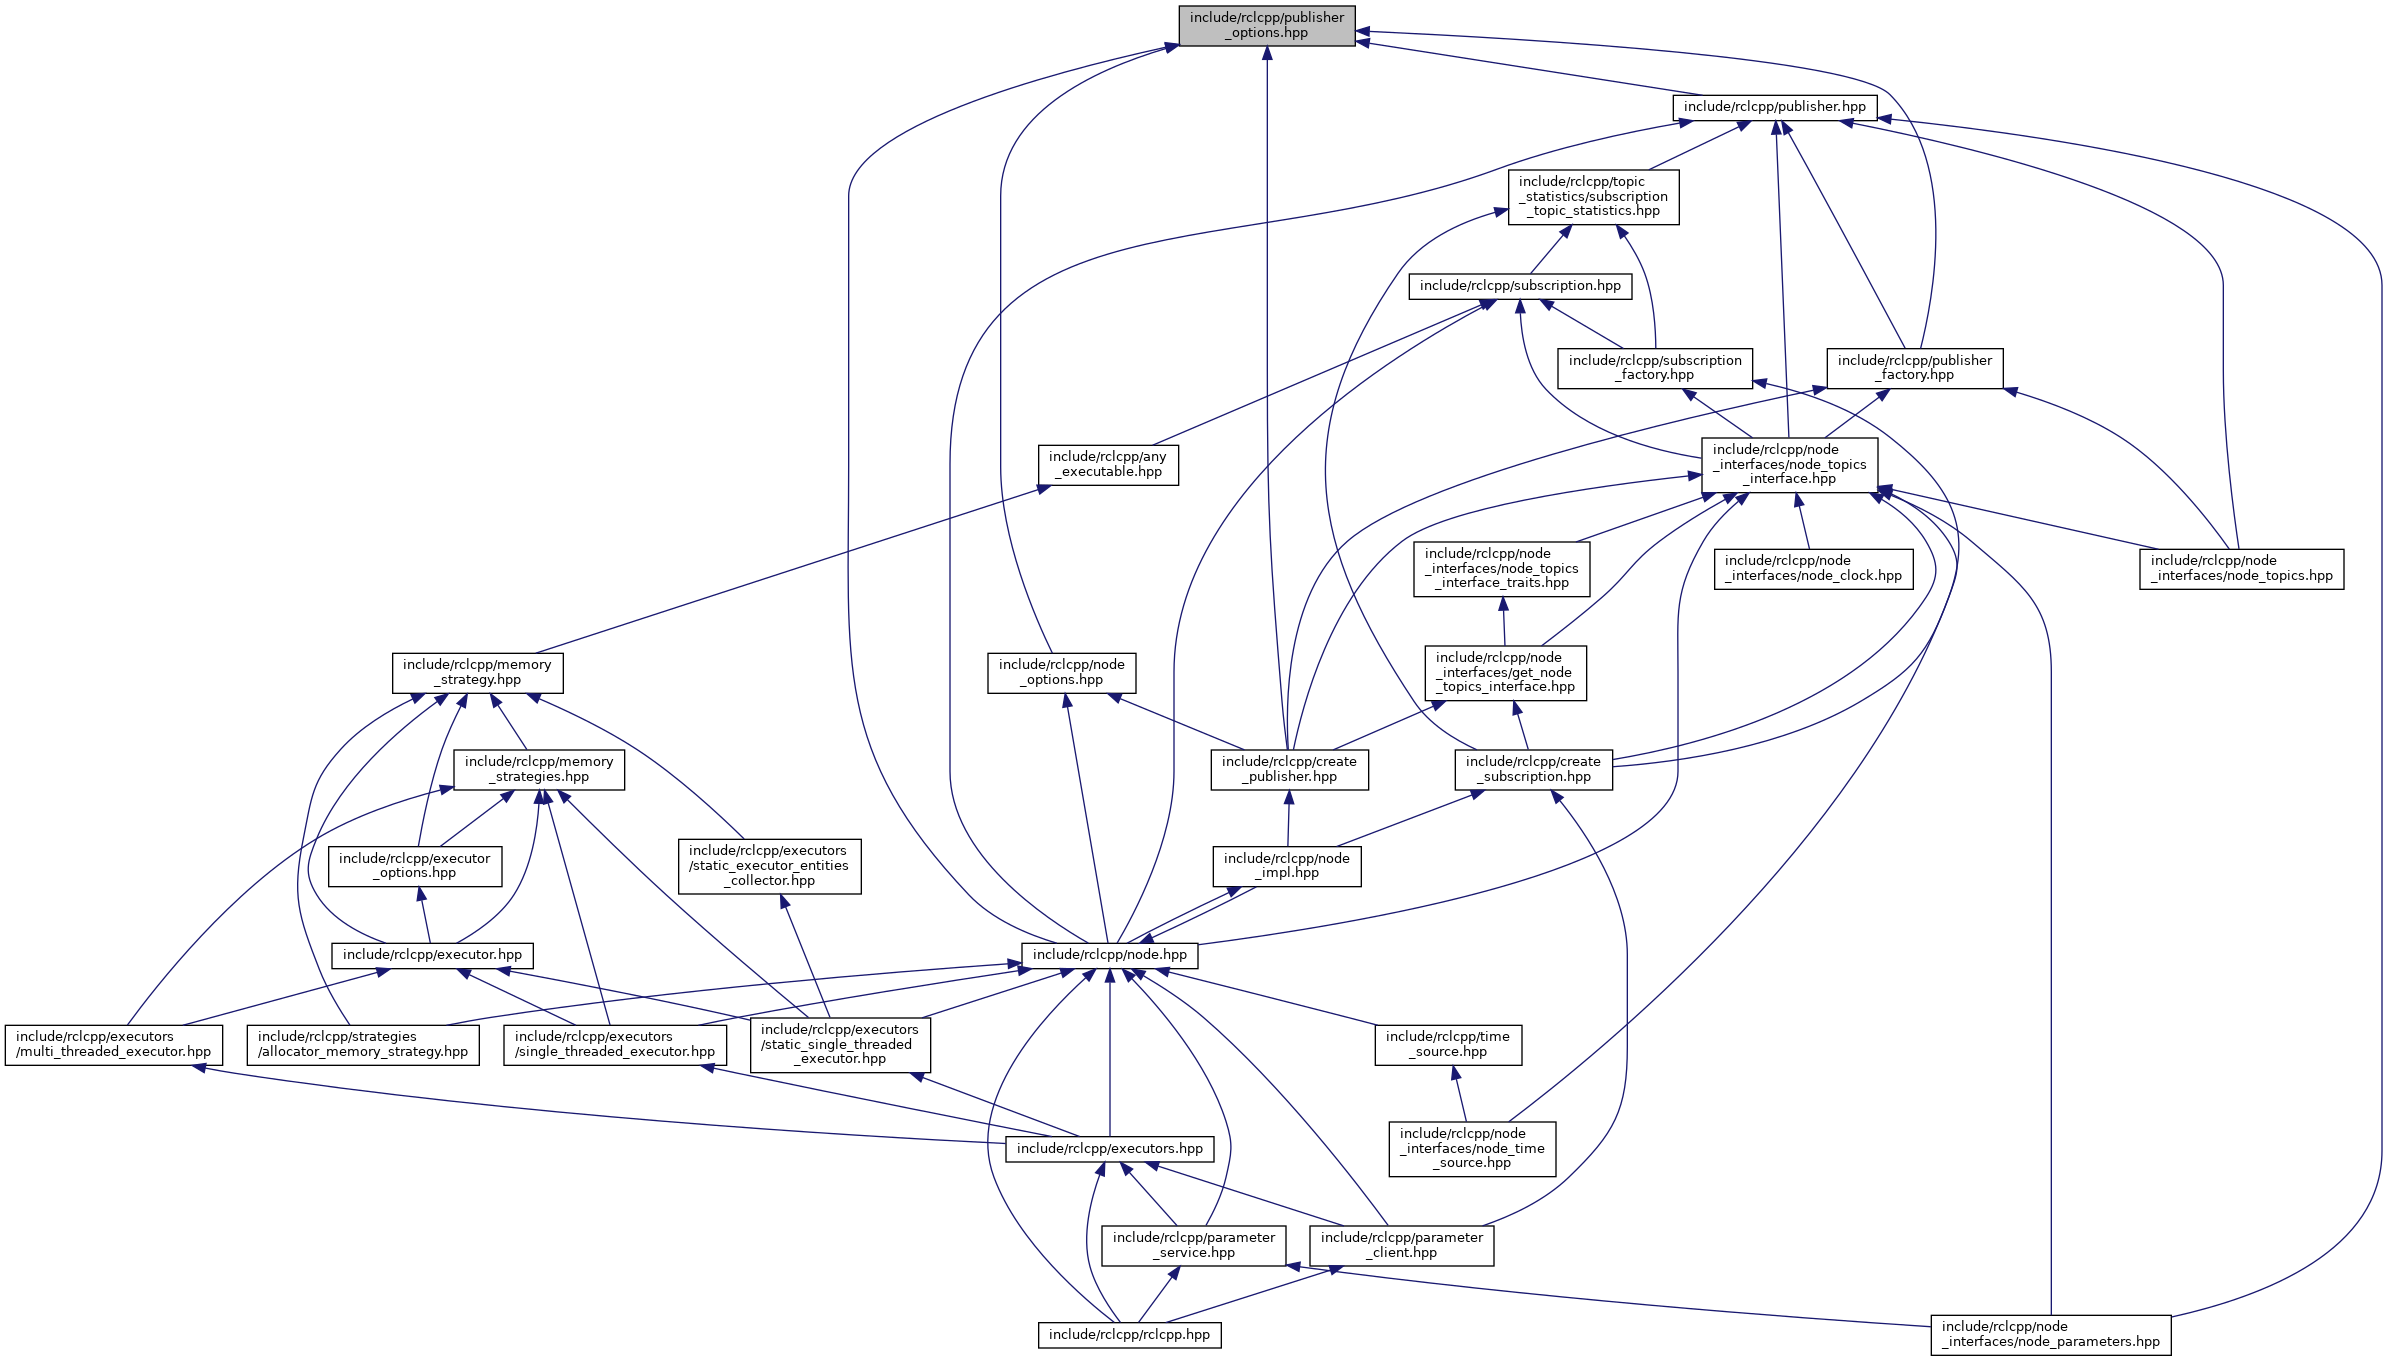 include/rclcpp/publisher
_options.hpp
include/rclcpp/publisher.hpp
include/rclcpp/topic
_statistics/subscription
_topic_statistics.hpp
include/rclcpp/subscription.hpp
include/rclcpp/subscription
_factory.hpp
include/rclcpp/publisher
_factory.hpp
include/rclcpp/any
_executable.hpp
include/rclcpp/node
_interfaces/node_topics
_interface.hpp
include/rclcpp/node
_interfaces/node_topics
_interface_traits.hpp
include/rclcpp/node
_interfaces/node_clock.hpp
include/rclcpp/node
_interfaces/node_topics.hpp
include/rclcpp/memory
_strategy.hpp
include/rclcpp/node
_options.hpp
include/rclcpp/node
_interfaces/get_node
_topics_interface.hpp
include/rclcpp/memory
_strategies.hpp
include/rclcpp/create
_publisher.hpp
include/rclcpp/create
_subscription.hpp
include/rclcpp/executor
_options.hpp
include/rclcpp/executors
/static_executor_entities
_collector.hpp
include/rclcpp/node
_impl.hpp
include/rclcpp/executor.hpp
include/rclcpp/node.hpp
include/rclcpp/executors
/multi_threaded_executor.hpp
include/rclcpp/strategies
/allocator_memory_strategy.hpp
include/rclcpp/executors
/single_threaded_executor.hpp
include/rclcpp/executors
/static_single_threaded
_executor.hpp
include/rclcpp/time
_source.hpp
include/rclcpp/executors.hpp
include/rclcpp/node
_interfaces/node_time
_source.hpp
include/rclcpp/parameter
_service.hpp
include/rclcpp/parameter
_client.hpp
include/rclcpp/rclcpp.hpp
include/rclcpp/node
_interfaces/node_parameters.hpp